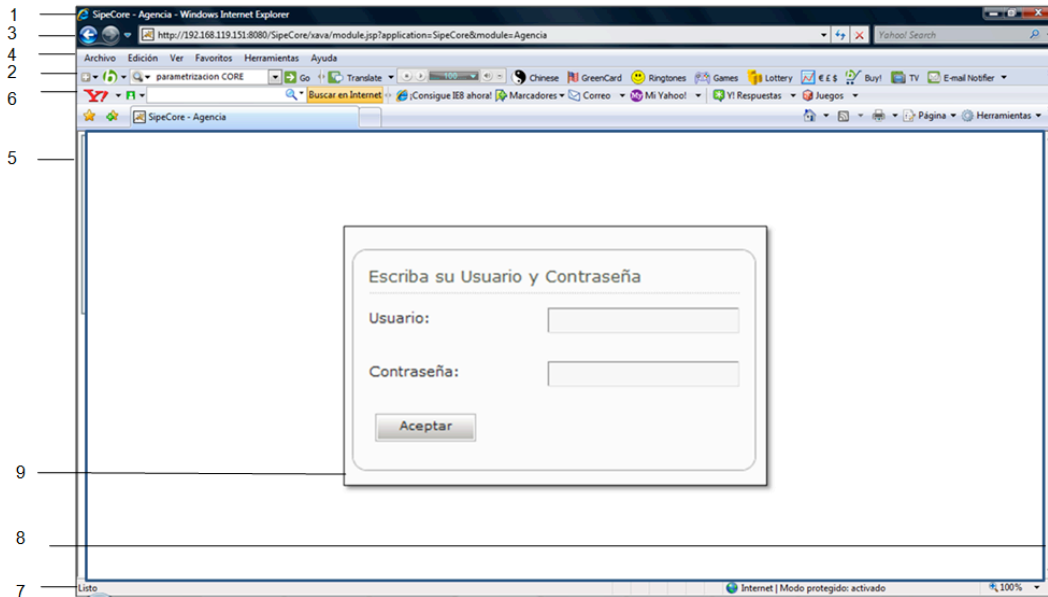 1
SipeCore - Agencia - Windows Internet Explorer
3
http://192.168.119.151:8080/SipeCore/xava/module.jsp?application=SipeCore&module=Agencia
Yahoo! Search
4
Archivo Edición Ver Favoritos Herramientas Ayuda
2
parametrizacion CORE Go Translate 100 Chinese GreenCard Ringtones Games Lottery € £ $ Buy! TV E-mail Notifier
6
Y7 Buscar en Internet ¡Consigue IE8 ahora! Marcadores Correo My Mi Yahoo! Y! Respuestas Juegos
SipeCore - Agencia Página Herramientas
5
Escriba su Usuario y Contraseña
Usuario:
Contraseña:
Aceptar
9
8
7
Listo Internet | Modo protegido: activado 100%